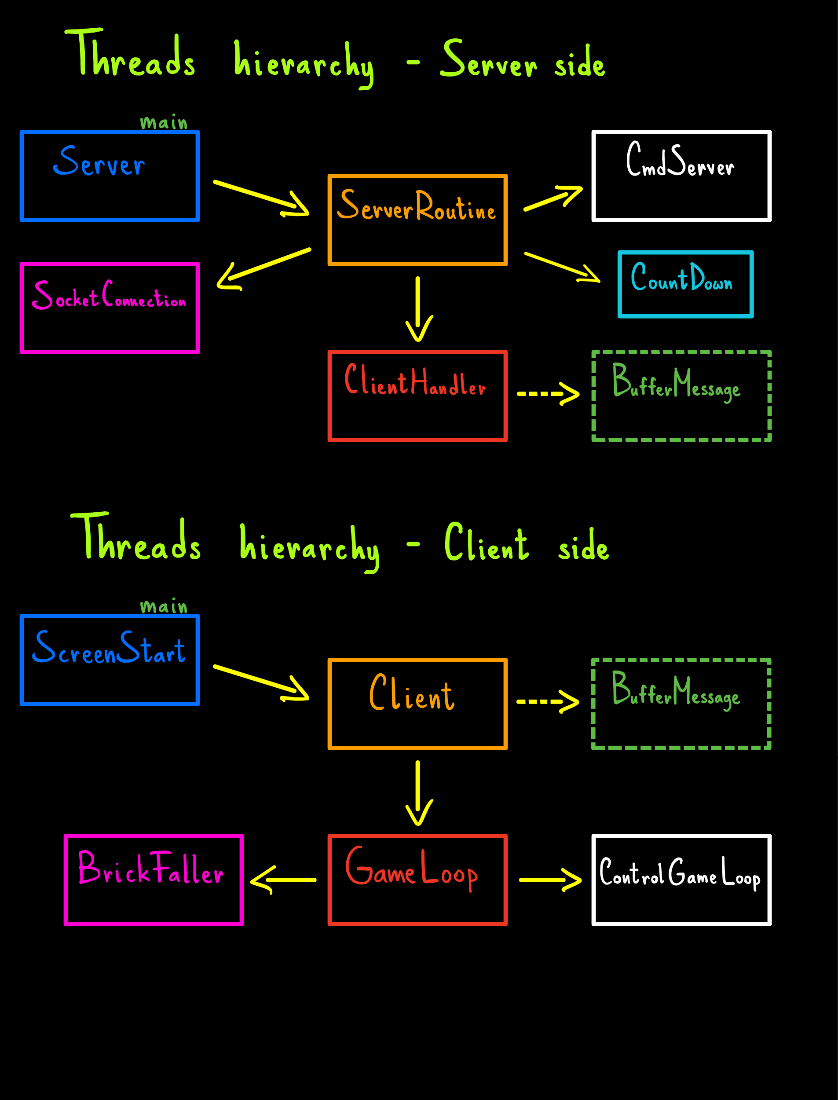 Threads hierarchy - Server side
main
Server
CmdServer
ServerRoutine
SocketConnection
CountDown
ClientHandler
BufferMessage
Threads hierarchy - Client side
main
ScreenStart
Client
BufferMessage
BrickFaller
GameLoop
ControlGameLoop